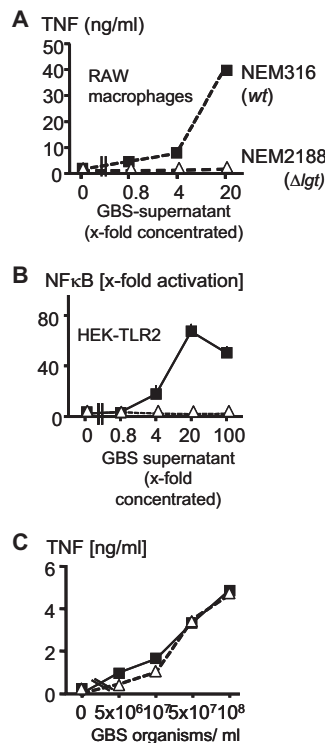 A
TNF (ng/ml)
50
40
30
20
10
0
RAW
macrophages
NEM316
(wt)
NEM2188
(Δlgt)
0 0.8 4 20
GBS-supernatant
(x-fold concentrated)
B
NFκB [x-fold activation]
80
40
0
HEK-TLR2
0 0.8 4 20 100
GBS supernatant
(x-fold
concentrated)
C
TNF [ng/ml]
6
4
2
0
0 5x10⁶ 10⁷ 5x10⁷ 10⁸
GBS organisms/ ml